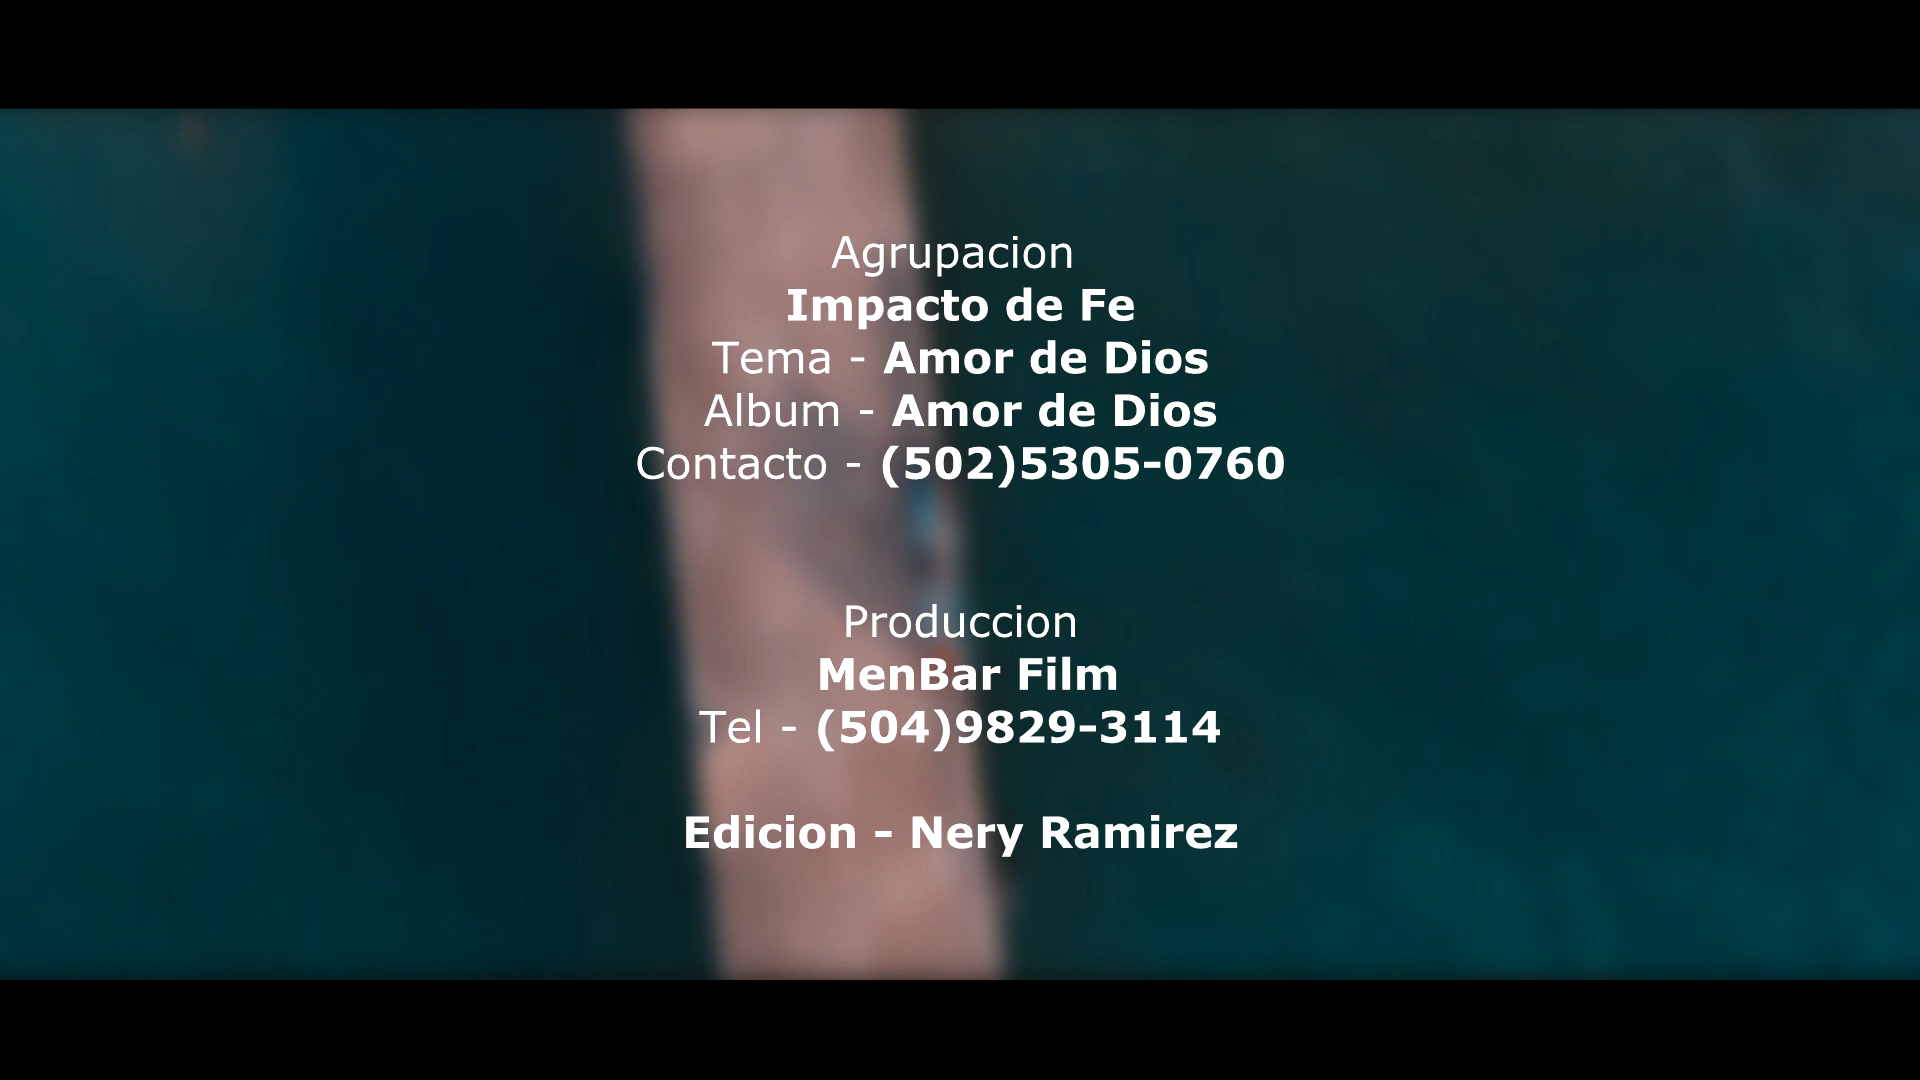 Agrupacion
Impacto de Fe
Tema - Amor de Dios
Album - Amor de Dios
Contacto - (502)5305-0760
Produccion
MenBar Film
Tel - (504)9829-3114
Edicion - Nery Ramirez